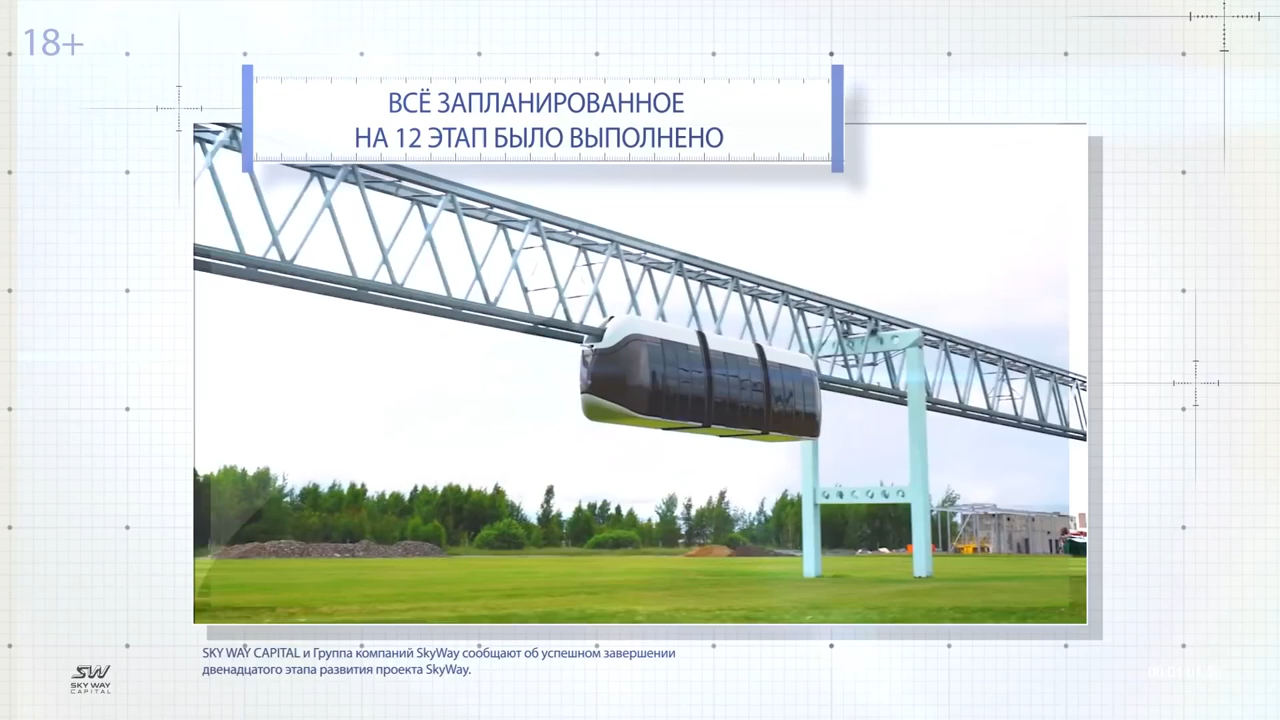 18+
ВСЁ ЗАПЛАНИРОВАННОЕ
НА 12 ЭТАП БЫЛО ВЫПОЛНЕНО
SKY WAY CAPITAL и Группа компаний SkyWay сообщают об успешном завершении
двенадцатого этапа развития проекта SkyWay.
SW
SKY WAY
CAPITAL